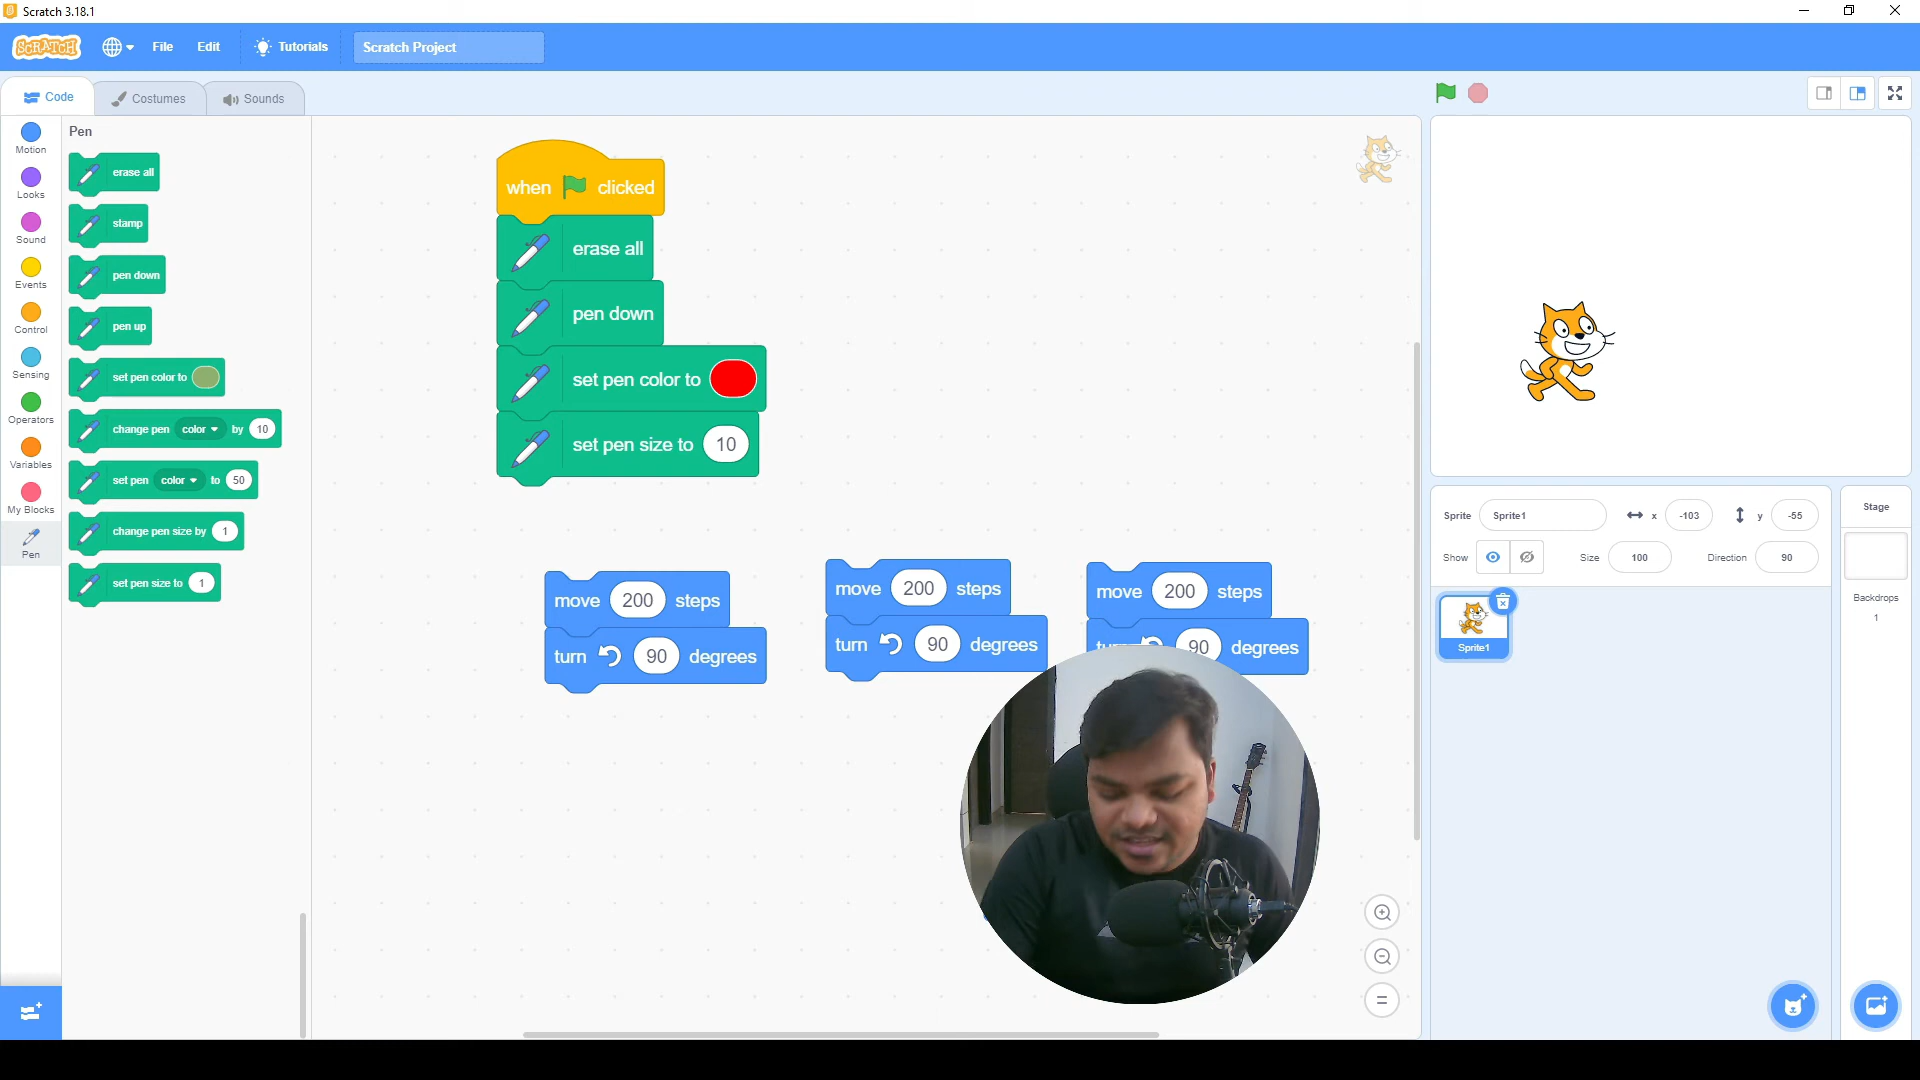 Scratch 3.18.1
SCRATCH
File
Edit
Tutorials
Scratch Project
Code
Costumes
Sounds
Motion
Looks
Sound
Events
Control
Sensing
Operators
Variables
My Blocks
Pen
Pen
erase all
stamp
pen down
pen up
set pen color to
change pen color by 10
set pen color to 50
change pen size by 1
set pen size to 1
when clicked
erase all
pen down
set pen color to
set pen size to 10
move 200 steps
turn 90 degrees
move 200 steps
turn 90 degrees
move 200 steps
turn 90 degrees
Sprite Sprite1 x -103 y -55
Show Size 100 Direction 90
Sprite1
Stage
Backdrops
1